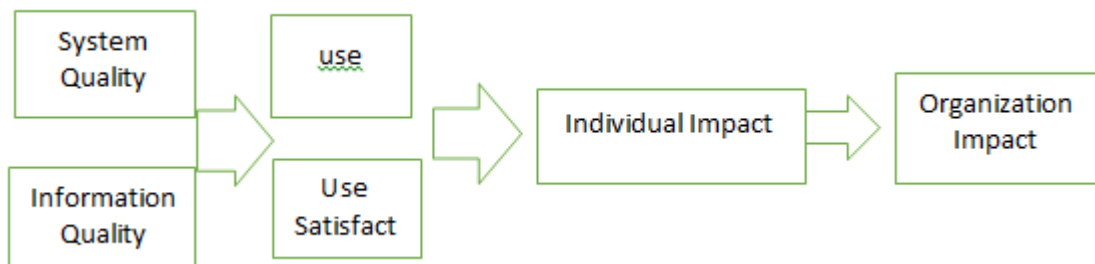 System
Quality
Information
Quality
use
Use
Satisfact
Individual Impact
Organization
Impact